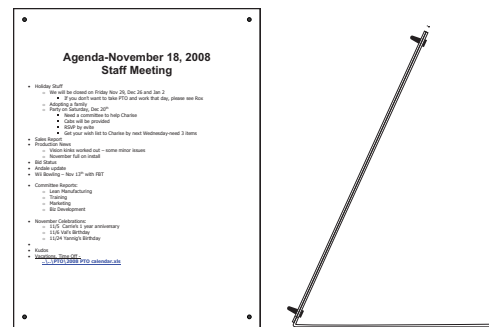 Agenda-November 18, 2008
Staff Meeting
Holiday Staff
We will be closed on Friday Nov 29, Dec 26 and Jan 2
If you don't want to take PTO and work that day, please see Rox
Adopting a family
Party on Saturday, Dec 20th
Need a committee to help Charlee
Cabs will be provided
RSVP by evite
Get your wish list to Charlee by next Wednesday-need 3 items
Sales Report
Production News
Vision kinks worked out – some minor issues
November full on install
Bid Status
Andale update
Wii Bowling – Nov 13th with FBT
Committee Reports:
Lean Manufacturing
Training
Marketing
Biz Development
November Celebrations:
11/5 Carrie's 1 year anniversary
11/6 Val's Birthday
11/24 Yannig's Birthday
Kudos
Vacations, Time Off -
..\..\PTO\2008 PTO calendar.xls